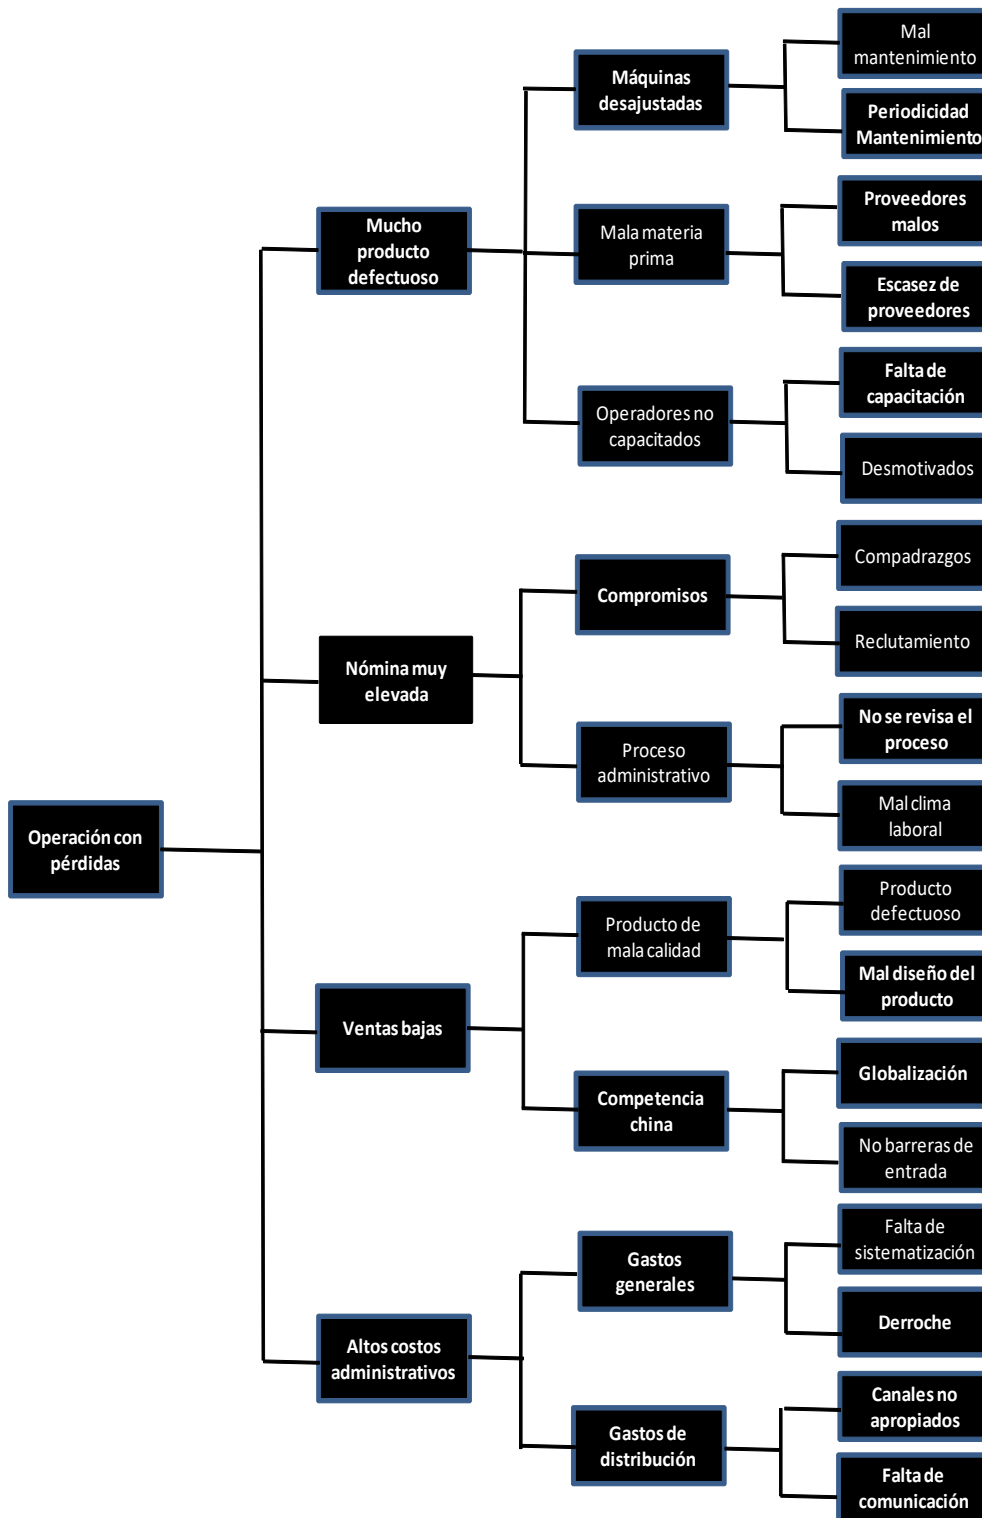 Mal
mantenimiento
Máquinas
desajustadas
Periodicidad
Mantenimiento
Proveedores
malos
Mucho
producto
defectuoso
Mala materia
prima
Escasez de
proveedores
Falta de
capacitación
Operadores no
capacitados
Desmotivados
Compadrazgos
Compromisos
Reclutamiento
Nómina muy
elevada
No se revisa el
proceso
Proceso
administrativo
Mal clima
laboral
Operación con
pérdidas
Producto
defectuoso
Producto de
mala calidad
Mal diseño del
producto
Ventas bajas
Globalización
Competencia
china
No barreras de
entrada
Falta de
sistematización
Gastos
generales
Derroche
Altos costos
administrativos
Canales no
apropiados
Gastos de
distribución
Falta de
comunicación